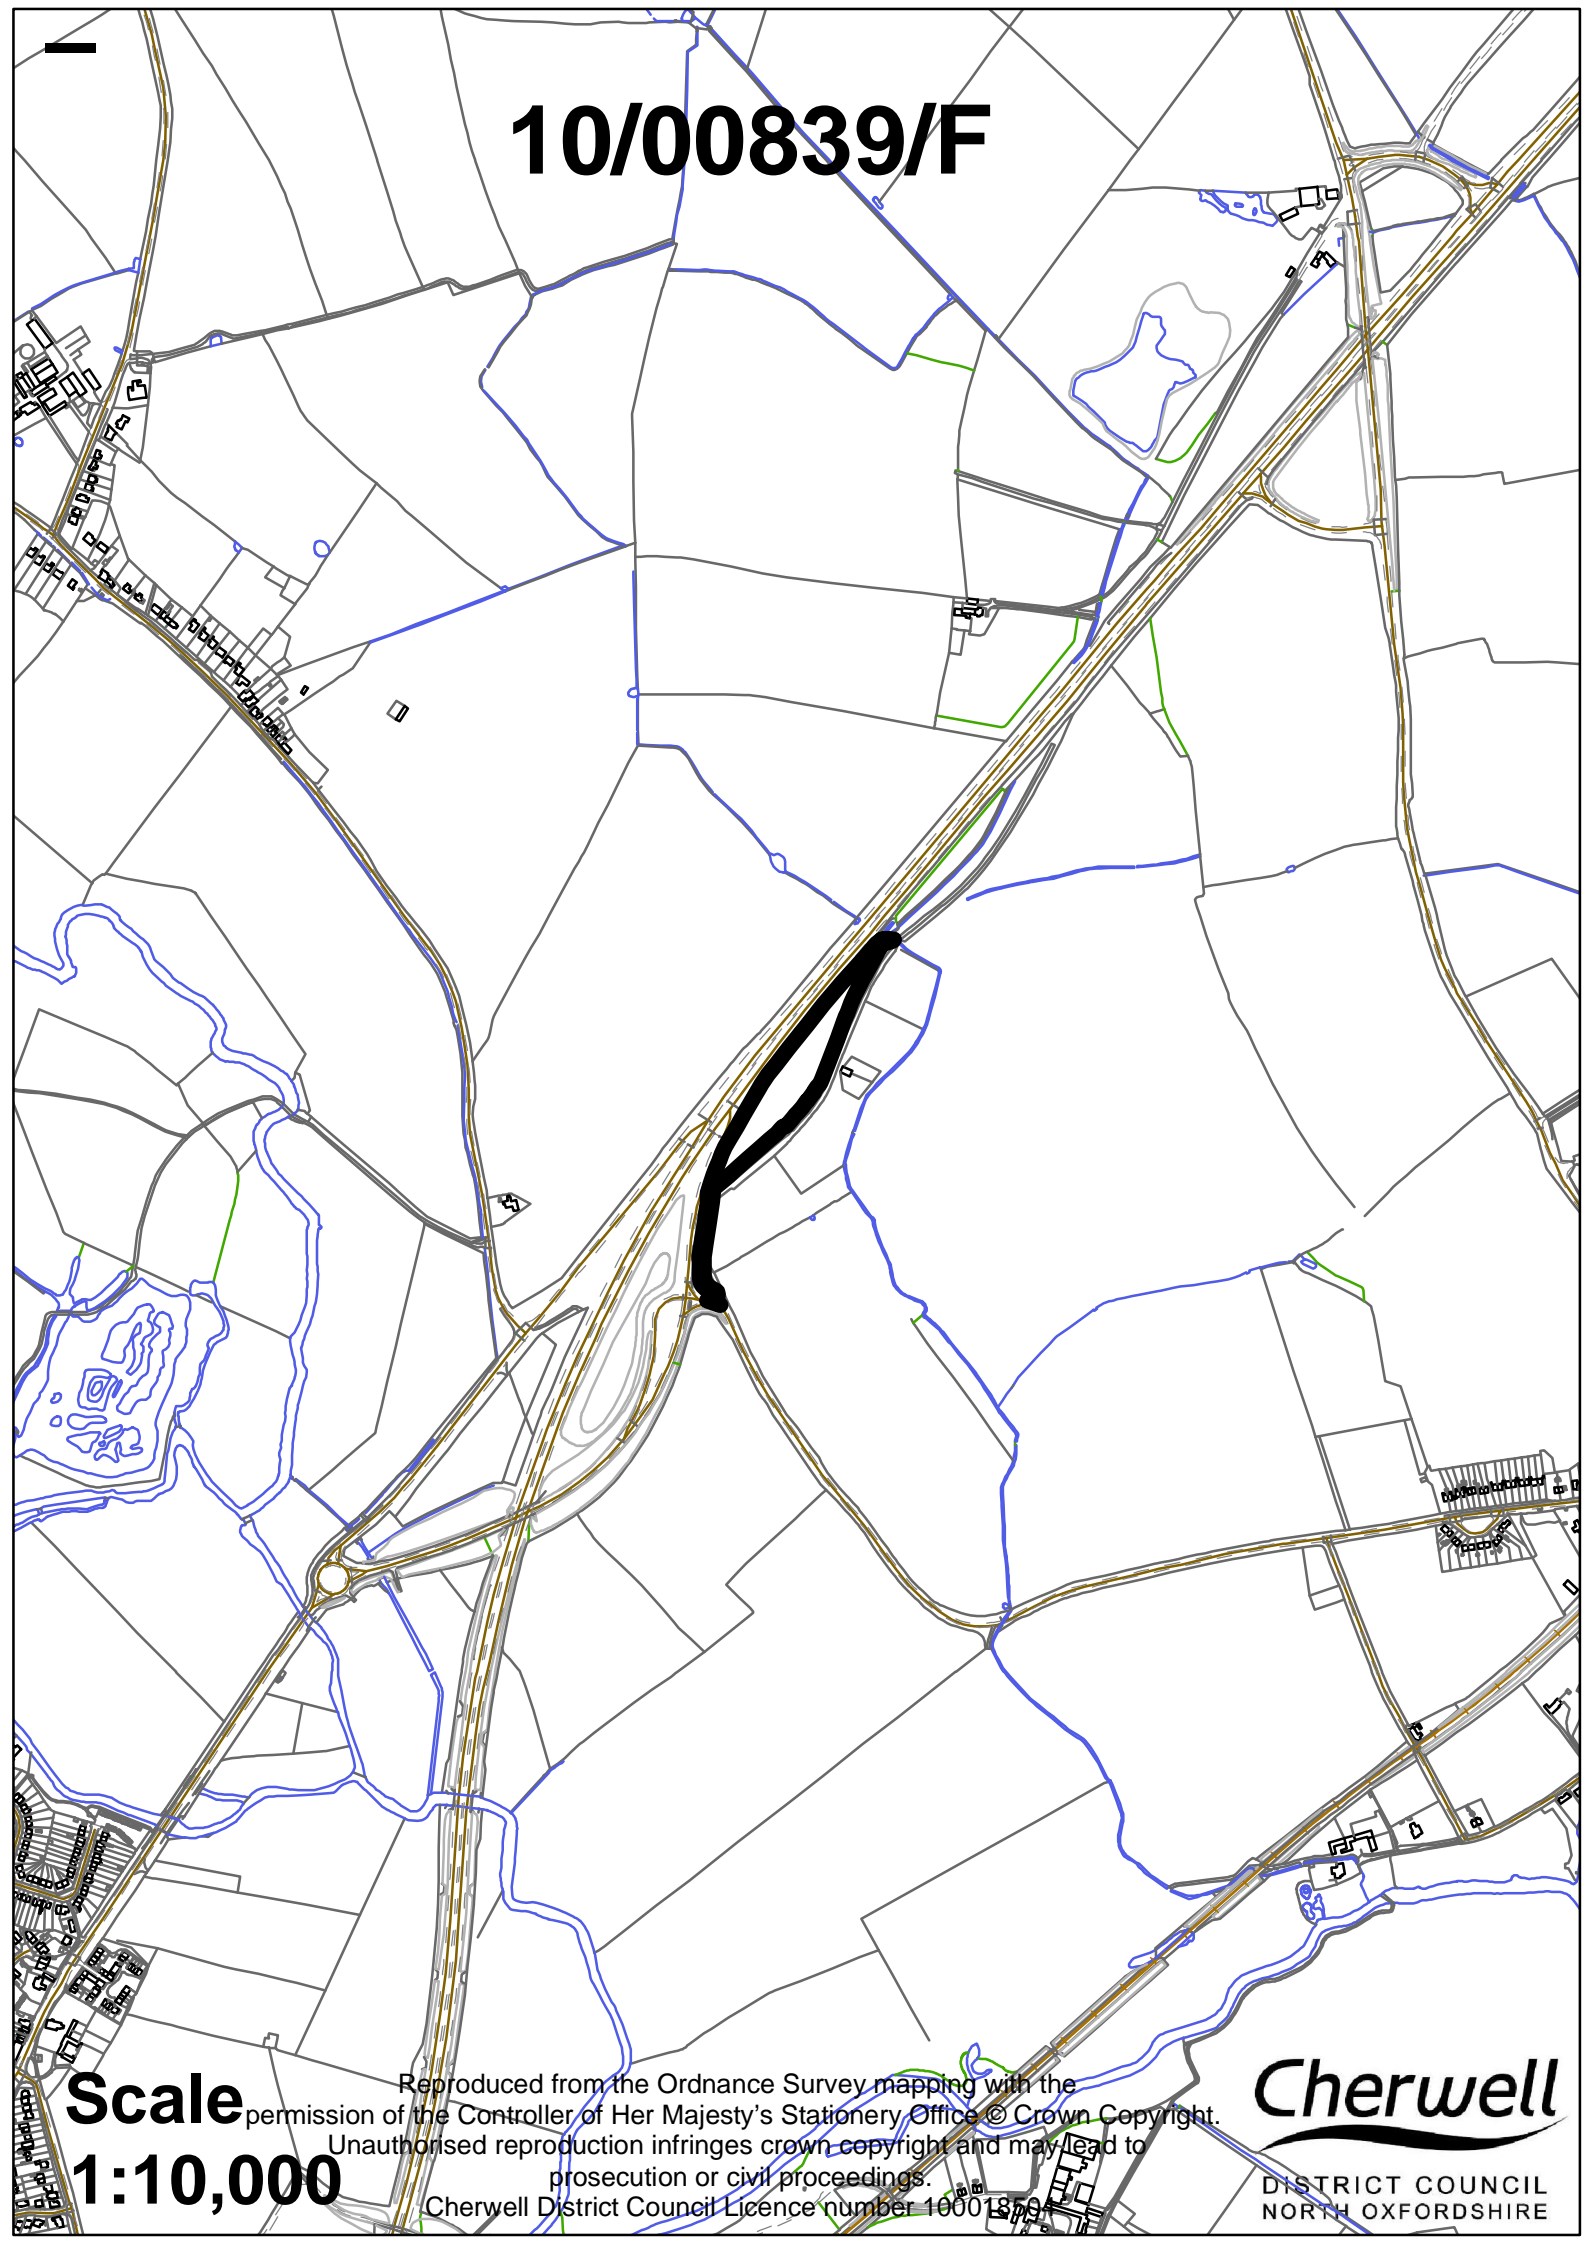 10/00839/F
Scale
1:10,000
Reproduced from the Ordnance Survey mapping with the
permission of the Controller of Her Majesty's Stationery Office © Crown Copyright.
Unauthorised reproduction infringes crown copyright and may lead to
prosecution or civil proceedings.
Cherwell District Council Licence number 100018504
Cherwell
DISTRICT COUNCIL
NORTH OXFORDSHIRE